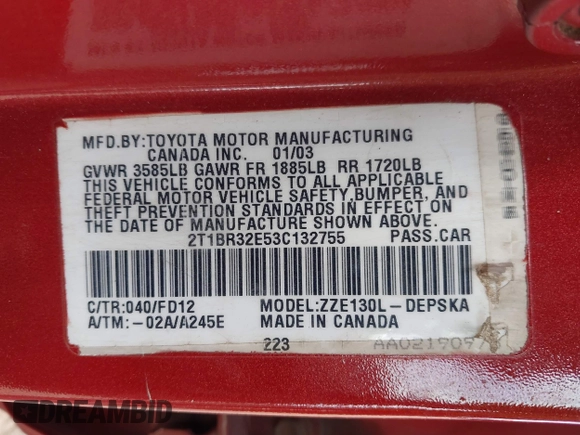 MFD.BY:TOYOTA MOTOR MANUFACTURING
CANADA INC. 01/03
GVWR 3585LB GAWR FR 1885LB RR 1720LB
THIS VEHICLE CONFORMS TO ALL APPLICABLE
FEDERAL MOTOR VEHICLE SAFETY,BUMPER, AND
THEFT PREVENTION STANDARDS IN EFFECT ON
THE DATE OF MANUFACTURE SHOWN ABOVE.
2T1BR32E53C132755 PASS.CAR
C/TR:040/FD12 MODEL:ZZE130L-DEPSKA
A/TM:-02A/A245E MADE IN CANADA
223
DREAMBID